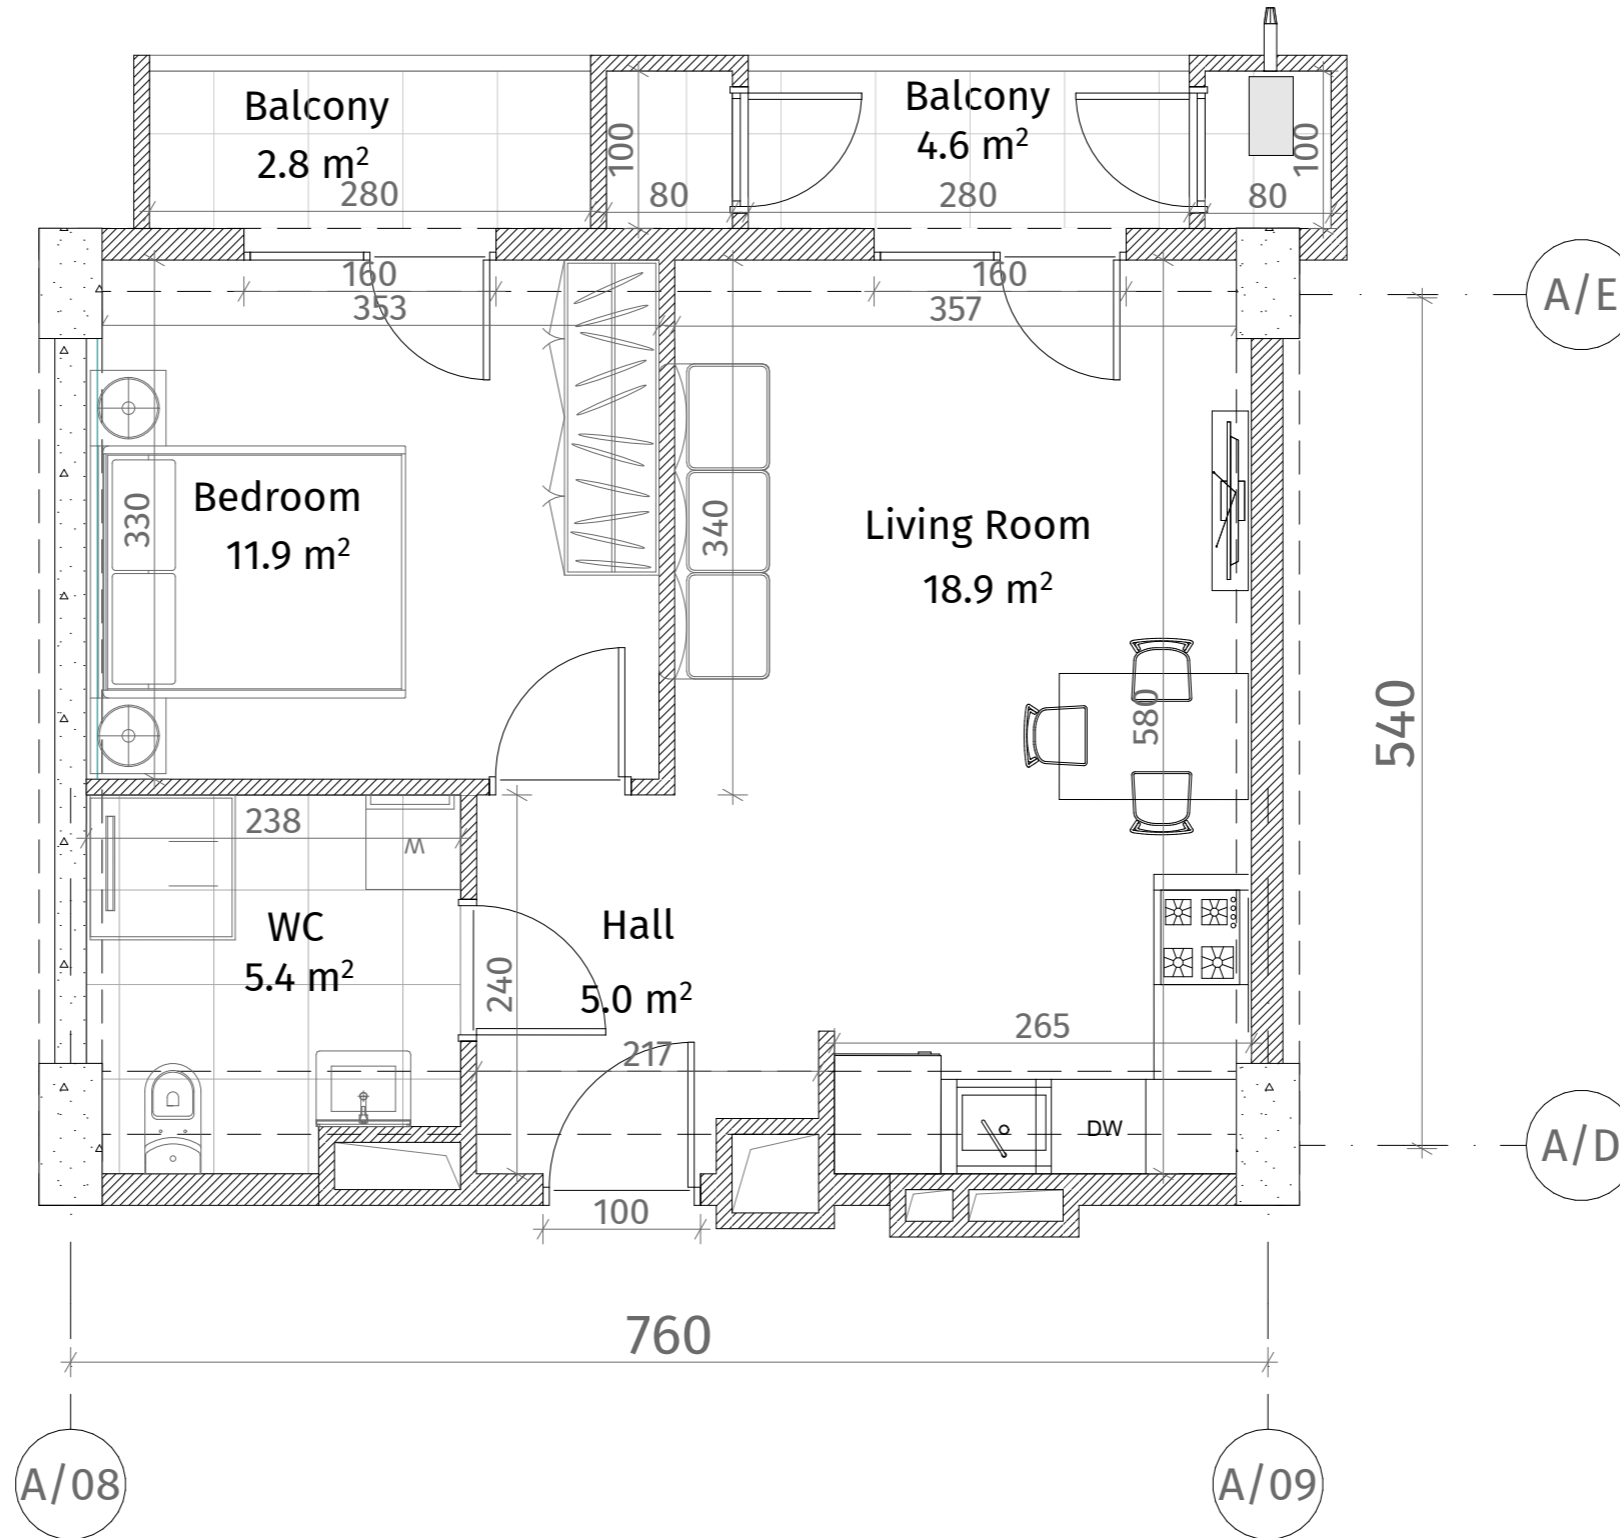 Balcony
2.8 m²
280
100
80
Balcony
4.6 m²
280
100
80
160
353
160
357
A/E
Bedroom
11.9 m²
330
340
Living Room
18.9 m²
580
540
238
W
WC
5.4 m²
Hall
5.0 m²
240
217
265
DW
A/D
100
760
A/08
A/09